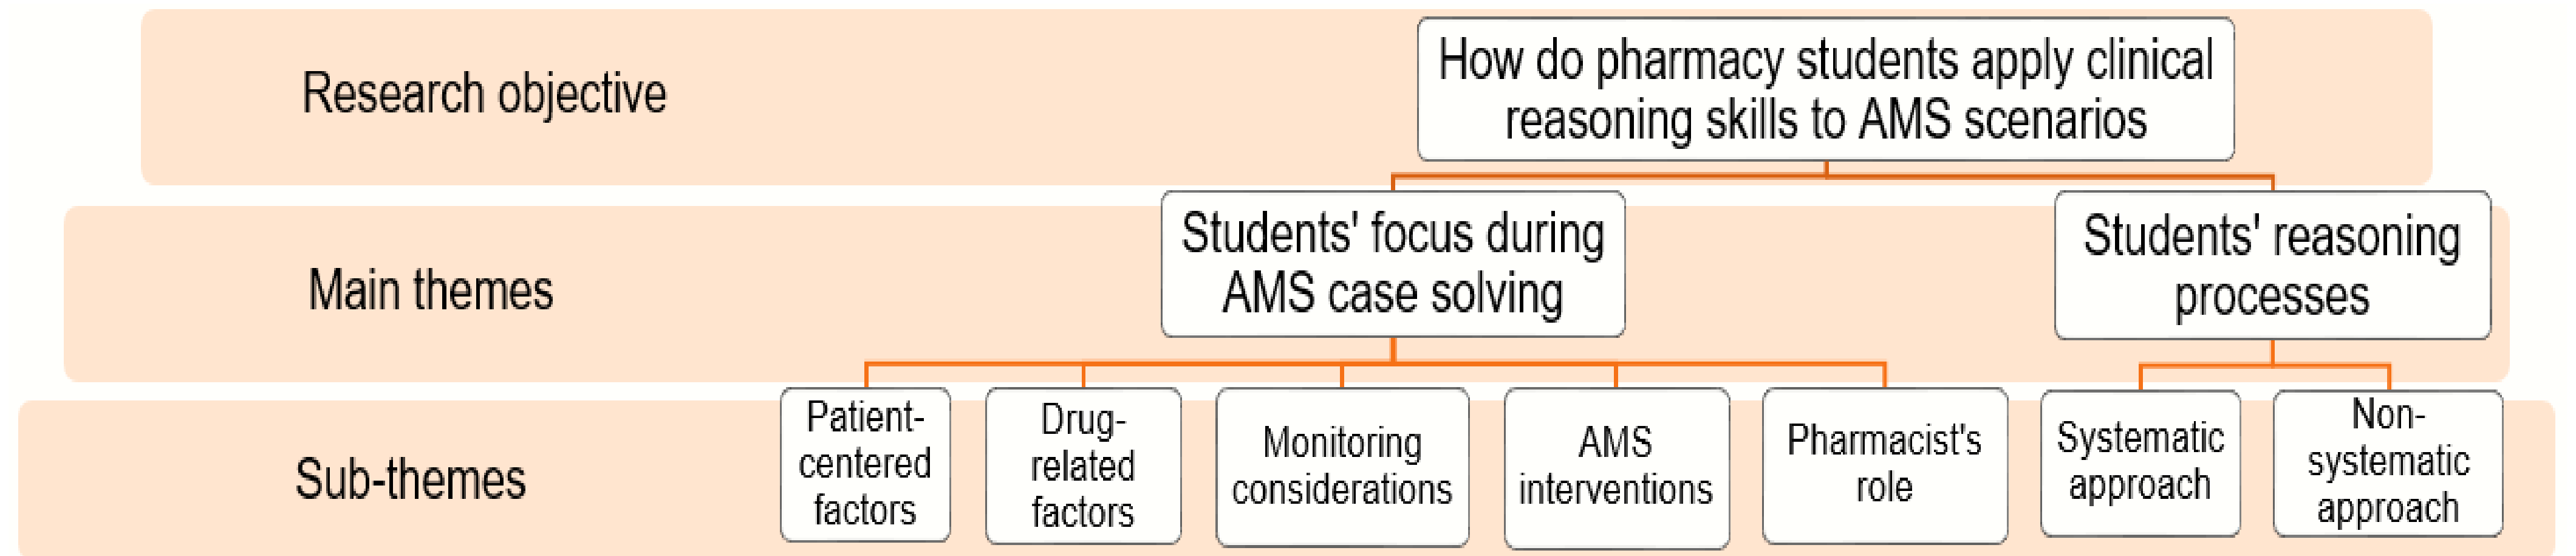 Research objective
How do pharmacy students apply clinical
reasoning skills to AMS scenarios
Main themes
Students' focus during
AMS case solving
Students' reasoning
processes
Sub-themes
Patient-
centered
factors
Drug-
related
factors
Monitoring
considerations
AMS
interventions
Pharmacist's
role
Systematic
approach
Non-
systematic
approach